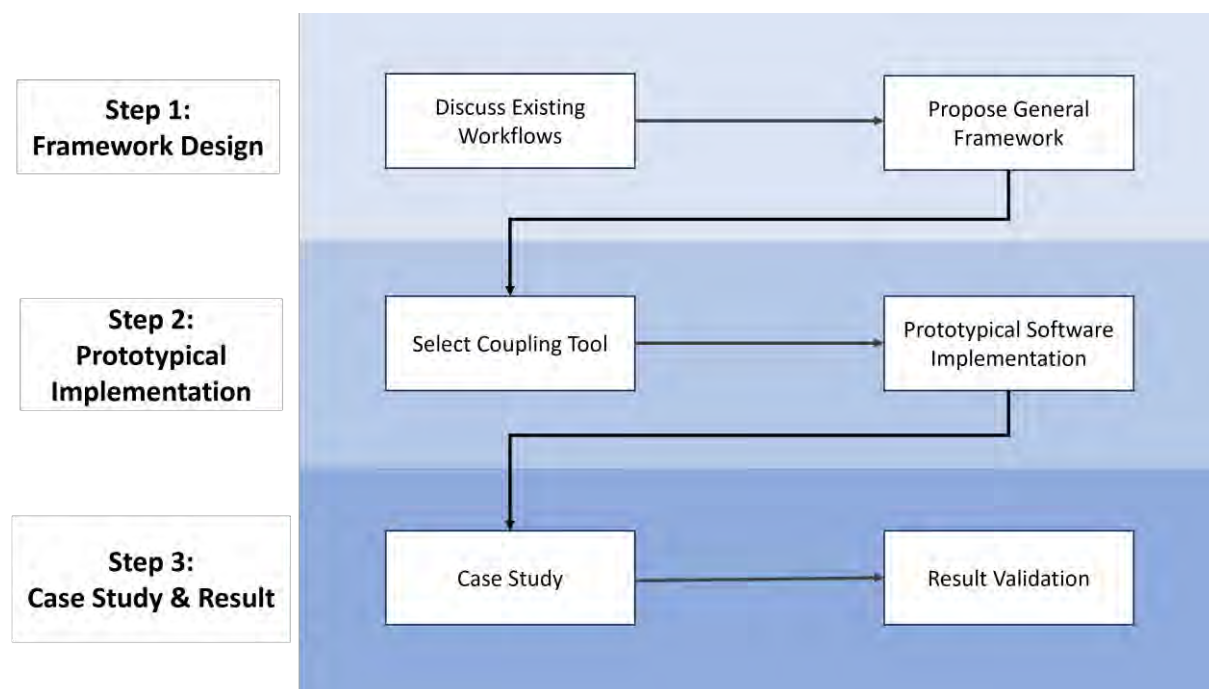 Step 1:
Framework Design
Discuss Existing
Workflows
Propose General
Framework
Step 2:
Prototypical
Implementation
Select Coupling Tool
Prototypical Software
Implementation
Step 3:
Case Study & Result
Case Study
Result Validation